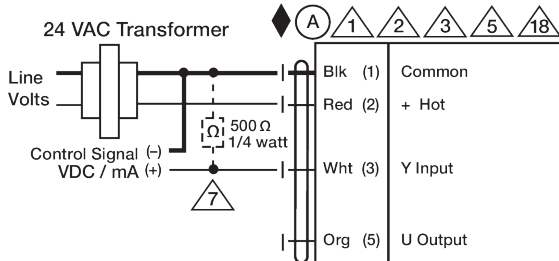 24 VAC Transformer
A 1 2 3 5 18
Line
Volts
Blk (1) Common
Red (2) + Hot
Ω 500 Ω
1/4 watt
Control Signal (-)
VDC / mA (+)
Wht (3) Y Input
7
Org (5) U Output